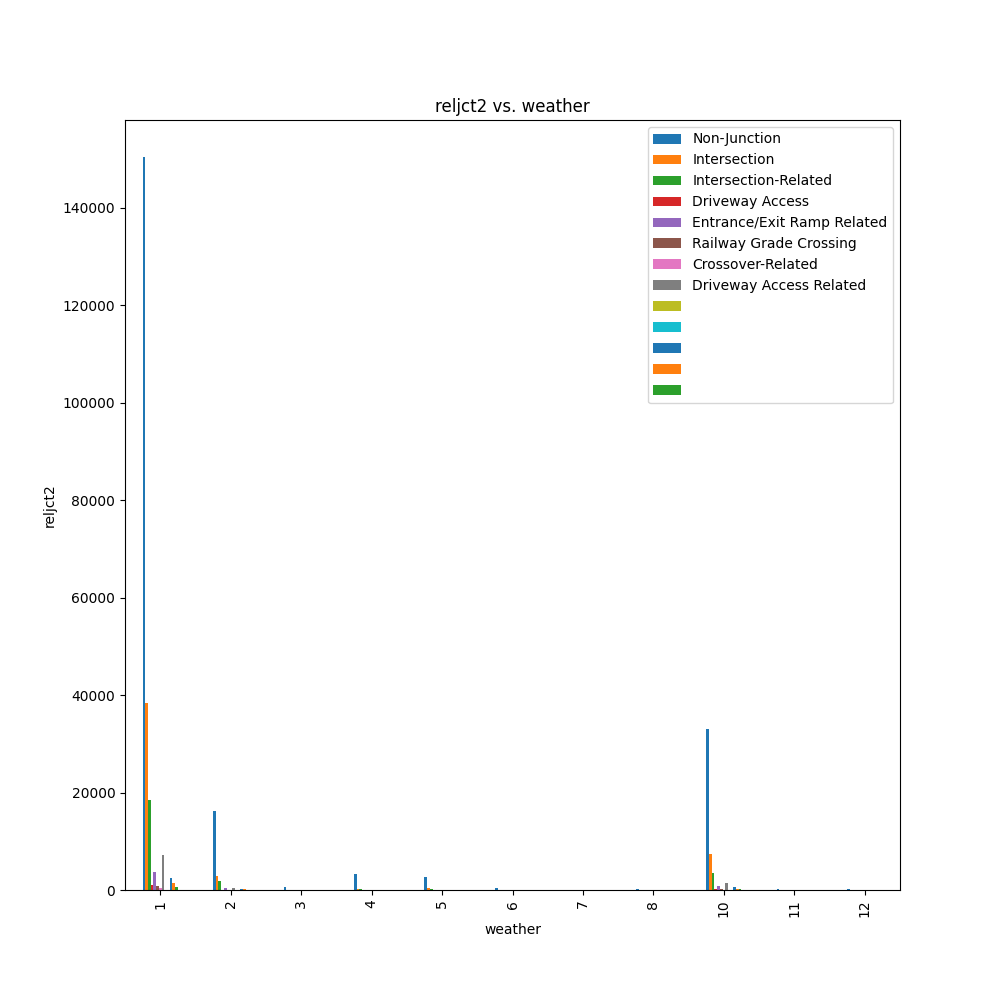 reljct2 vs. weather
Non-Junction
Intersection
Intersection-Related
Driveway Access
Entrance/Exit Ramp Related
Railway Grade Crossing
Crossover-Related
Driveway Access Related
140000
120000
100000
80000
60000
40000
20000
0
reljct2
1
2
3
4
5
6
7
8
10
11
12
weather